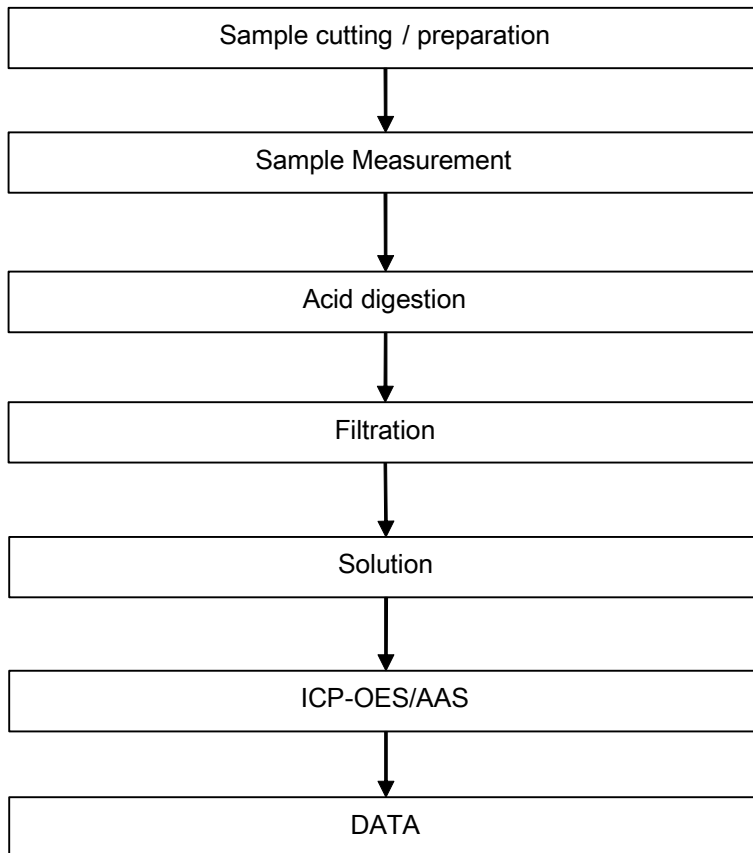 Sample cutting / preparation
Sample Measurement
Acid digestion
Filtration
Solution
ICP-OES/AAS
DATA